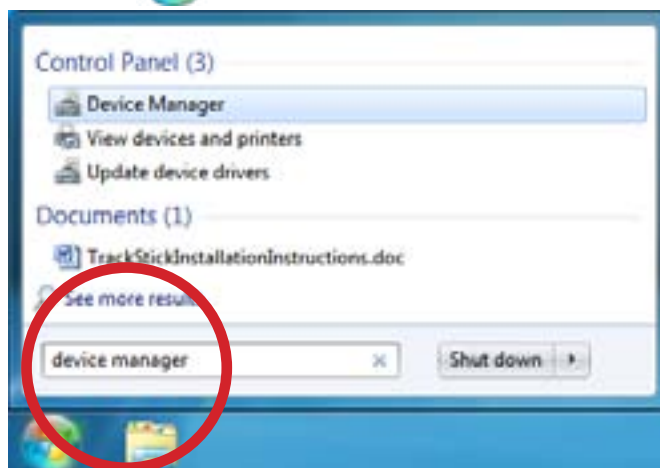 Control Panel (3)
Device Manager
View devices and printers
Update device drivers
Documents (1)
TrackStickInstallationInstructions.doc
See more results
device manager
Shut down